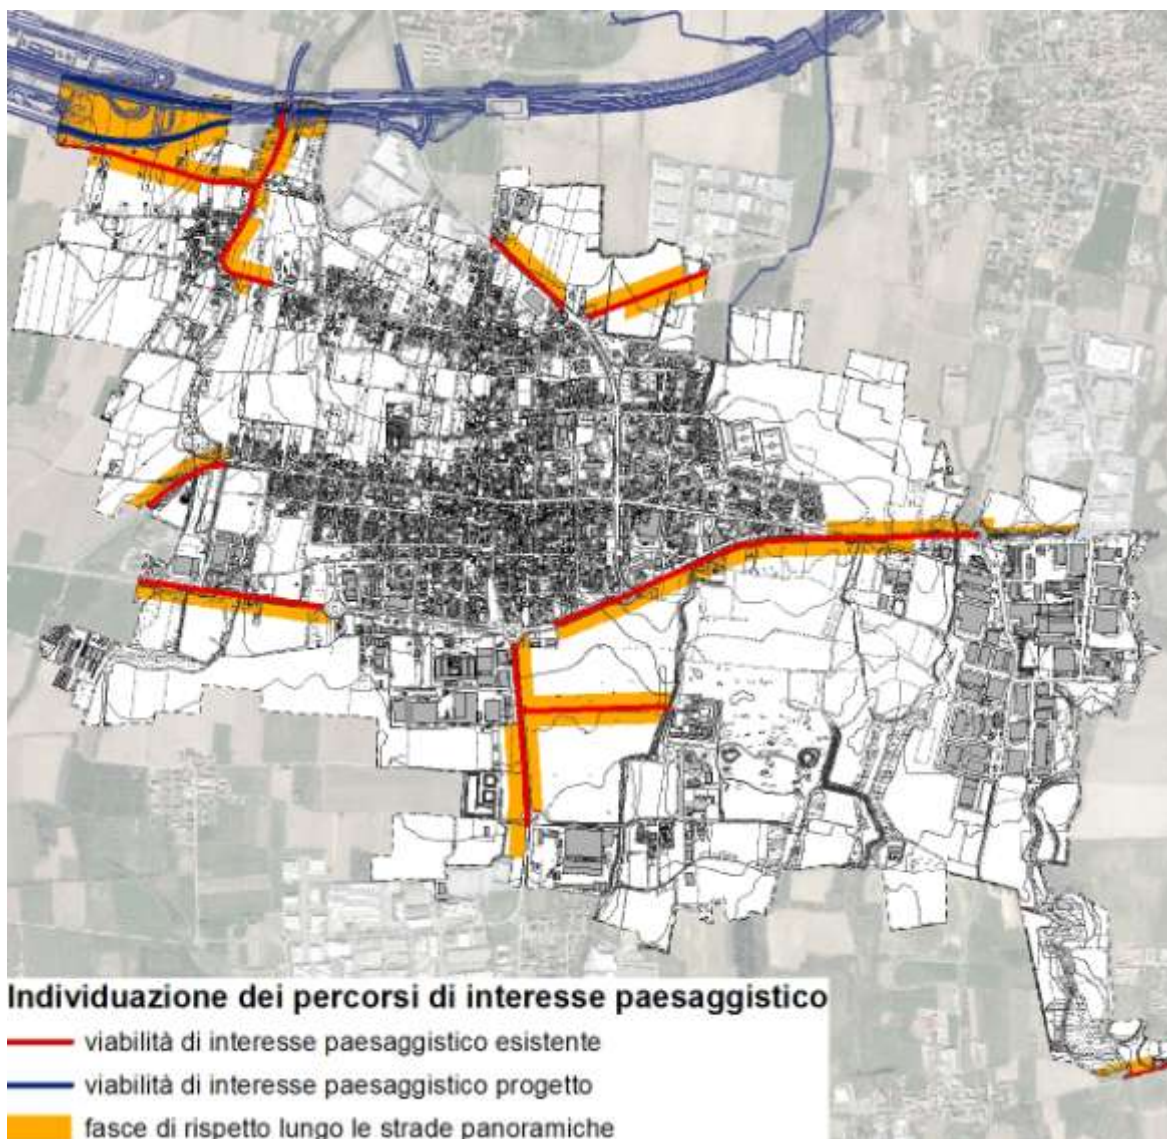 Individuazione dei percorsi di interesse paesaggistico
viabilità di interesse paesaggistico esistente
viabilità di interesse paesaggistico progetto
fasce di rispetto lungo le strade panoramiche